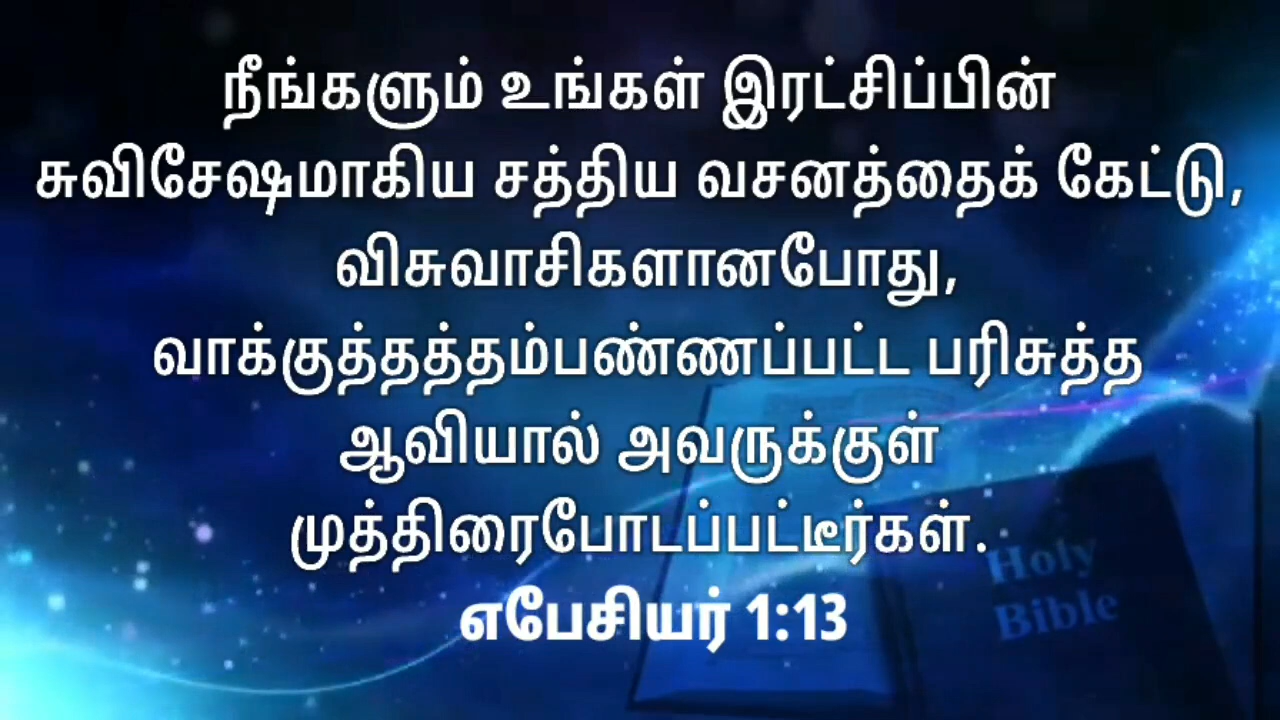 நீங்களும் உங்கள் இரட்சிப்பின்
சுவிசேஷமாகிய சத்திய வசனத்தைக் கேட்டு,
விசுவாசிகளானபோது,
வாக்குத்தத்தம்பண்ணப்பட்ட பரிசுத்த
ஆவியால் அவருக்குள்
முத்திரைபோடப்பட்டீர்கள்.
எபேசியர் 1:13
Holy
Bible